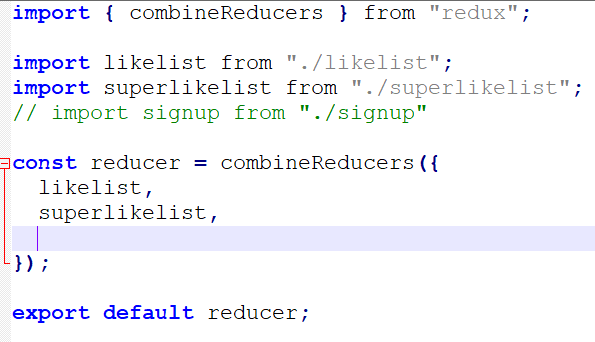 import { combineReducers } from "redux";
import likelist from "./likelist";
import superlikelist from "./superlikelist";
// import signup from "./signup"
const reducer = combineReducers({
  likelist,
  superlikelist,
});
export default reducer;